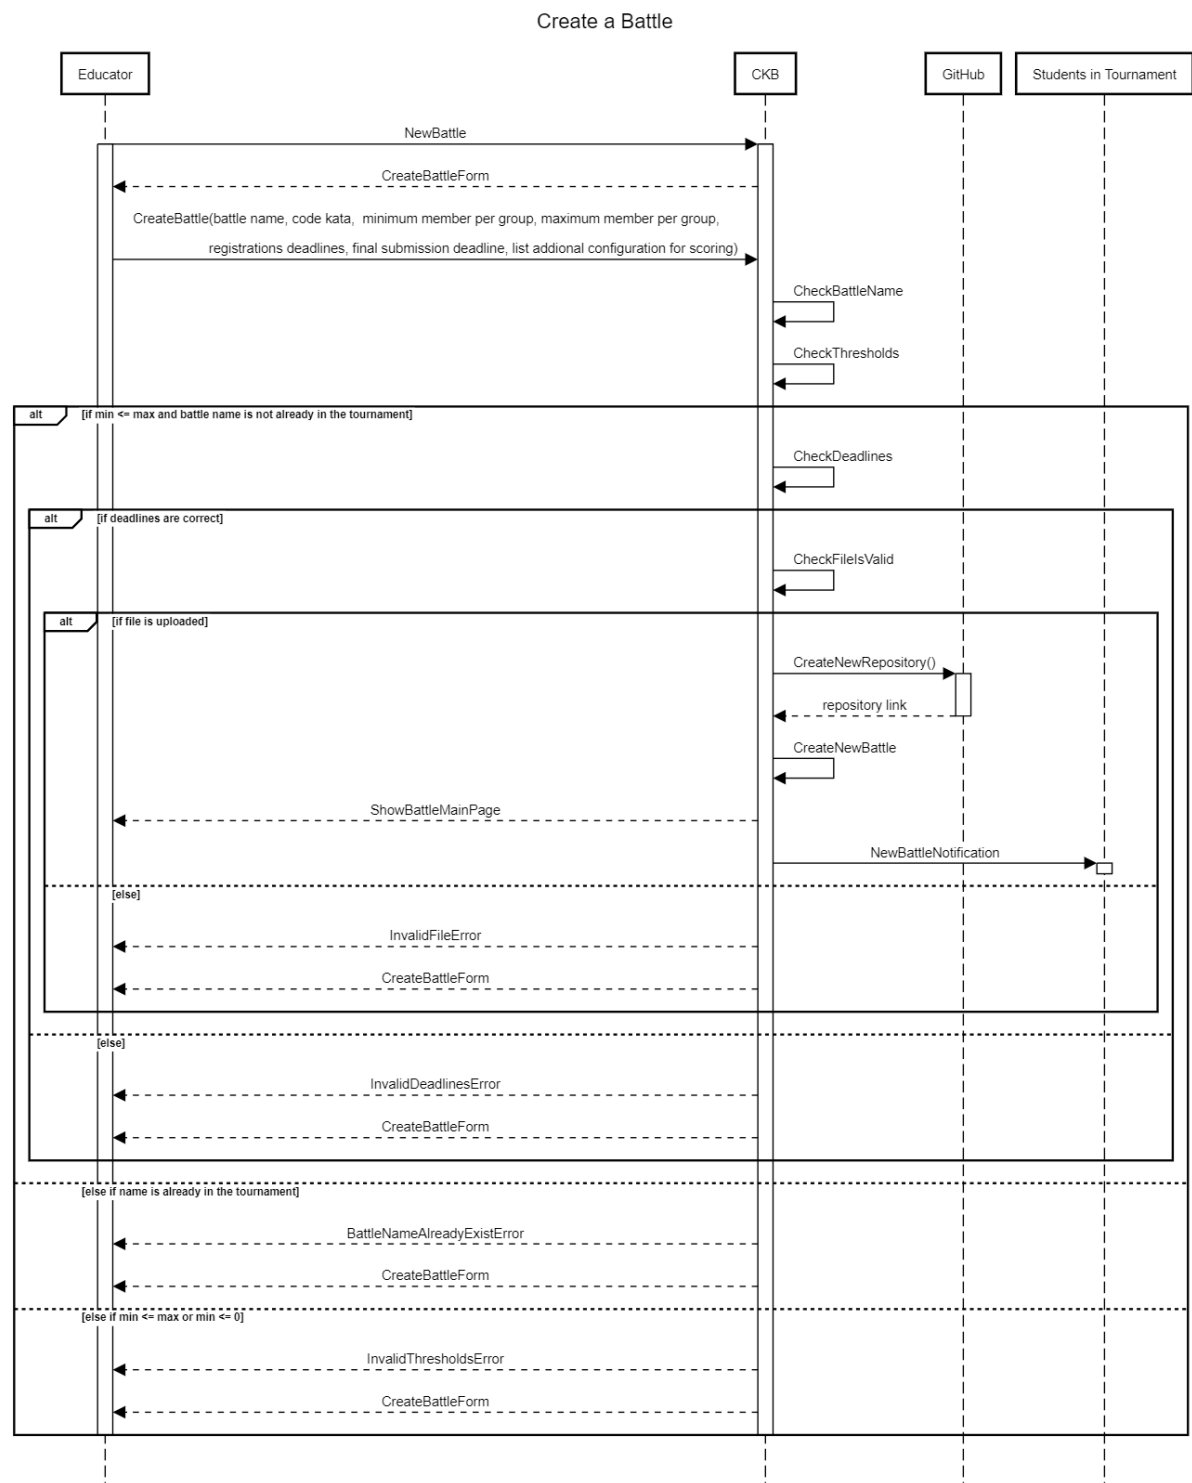 Create a Battle
Educator
CKB
GitHub
Students in Tournament
NewBattle
CreateBattleForm
CreateBattle(battle name, code kata,  minimum member per group, maximum member per group,
registrations deadlines, final submission deadline, list addional configuration for scoring)
CheckBattleName
CheckThresholds
alt
[if min <= max and battle name is not already in the tournament]
CheckDeadlines
alt
[if deadlines are correct]
CheckFileIsValid
alt
[if file is uploaded]
CreateNewRepository()
repository link
CreateNewBattle
ShowBattleMainPage
NewBattleNotification
[else]
InvalidFileError
CreateBattleForm
[else]
InvalidDeadlinesError
CreateBattleForm
[else if name is already in the tournament]
BattleNameAlreadyExistError
CreateBattleForm
[else if min <= max or min <= 0]
InvalidThresholdsError
CreateBattleForm